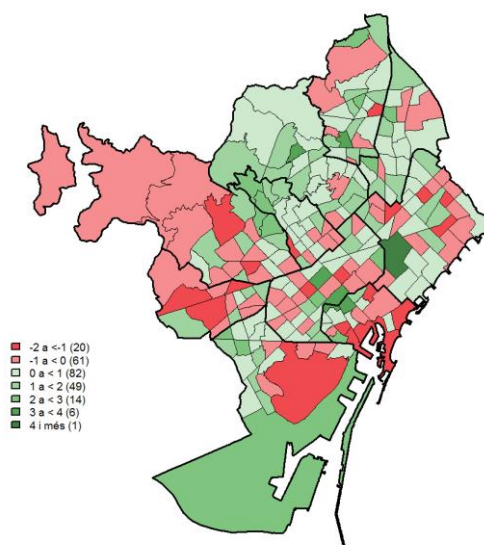 -2 a <-1 (20)
-1 a <0 (61)
0 a < 1 (82)
1 a < 2 (49)
2 a < 3 (14)
3 a < 4 (6)
4 i més (1)